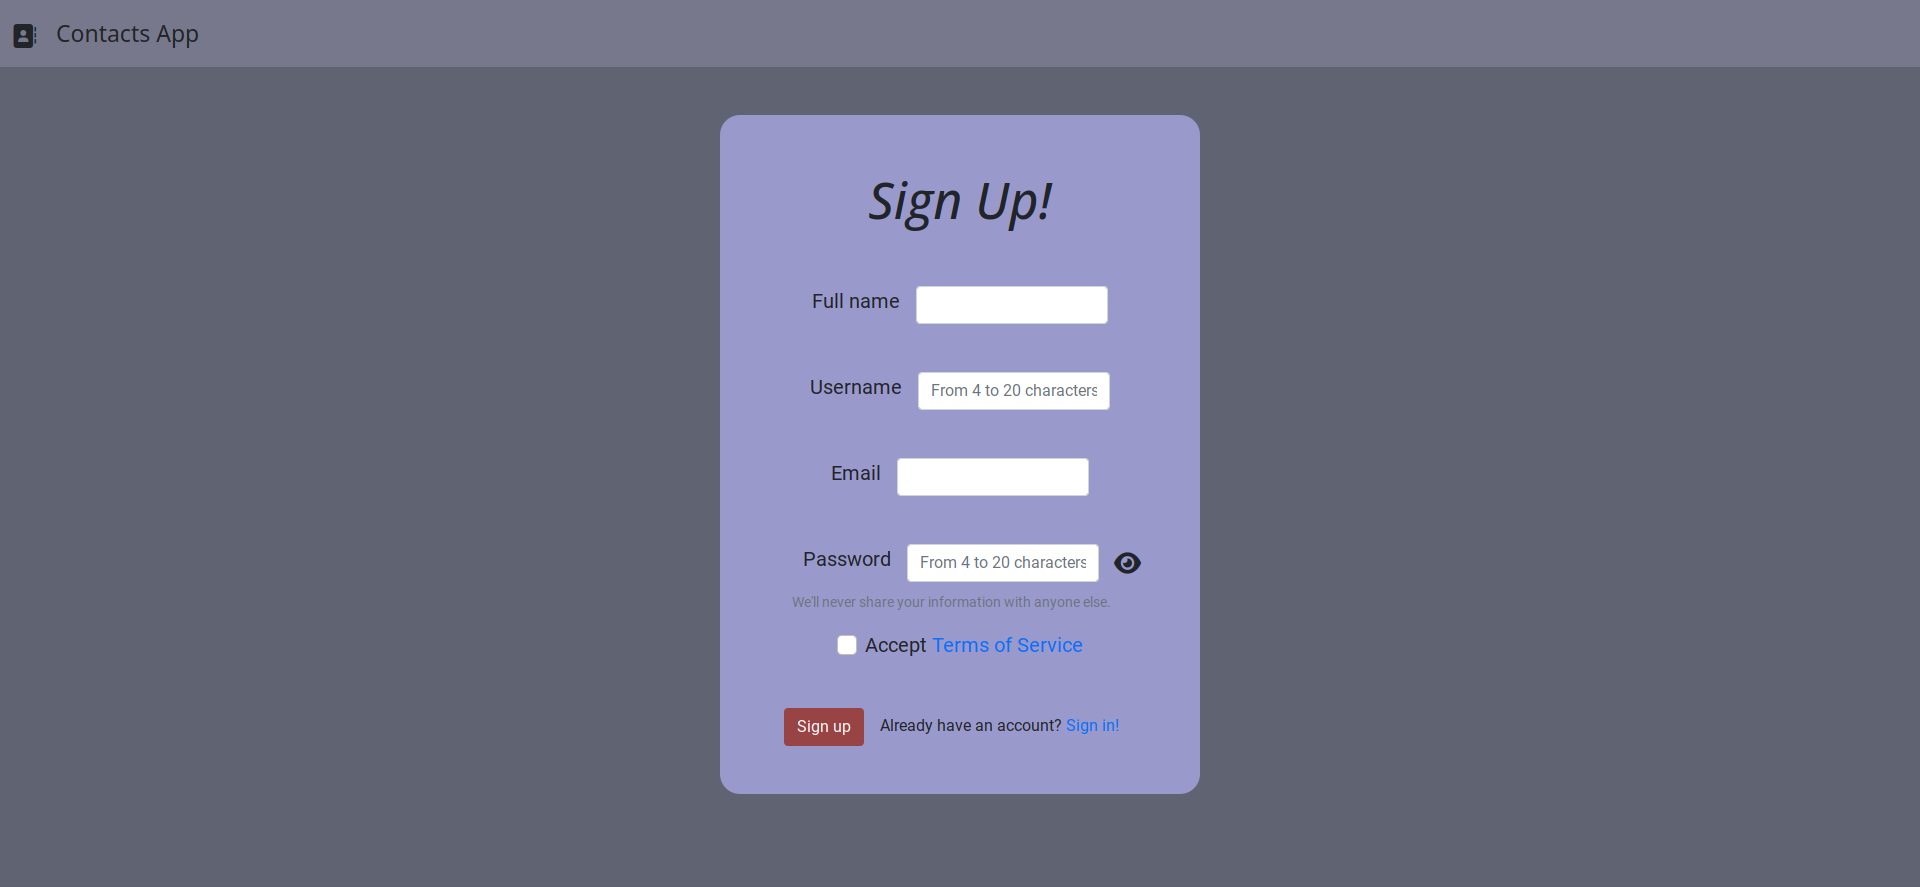 Contacts App
Sign Up!
Full name
Username From 4 to 20 characters
Email
Password From 4 to 20 characters
We'll never share your information with anyone else.
Accept Terms of Service
Sign up Already have an account? Sign in!